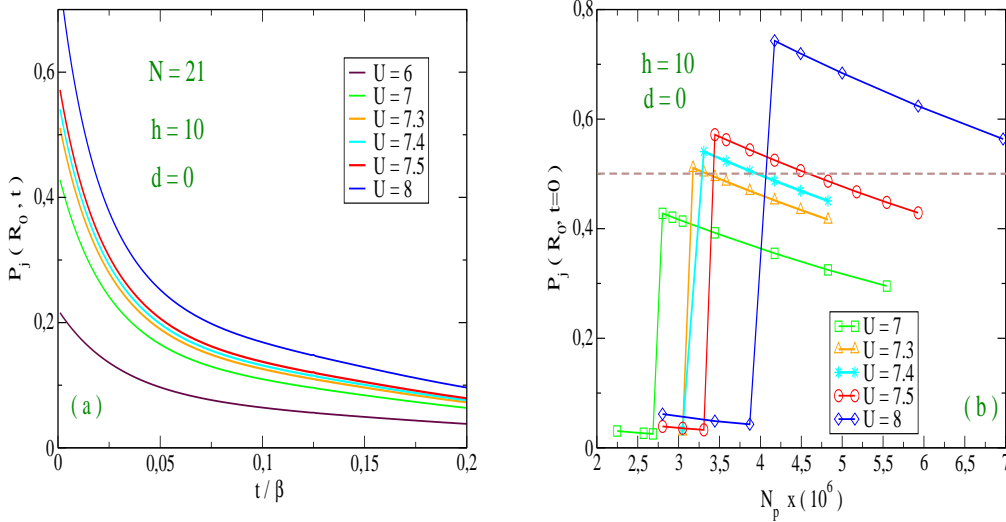 N = 21
h = 10
d = 0
U = 6
U = 7
U = 7.3
U = 7.4
U = 7.5
U = 8
( a )
0,6
0,4
0,2
0
0
0,05
0,1
0,15
0,2
t / β
P_j ( R_o , t )
h = 10
d = 0
U = 7
U = 7.3
U = 7.4
U = 7.5
U = 8
( b )
0,8
0,6
0,4
0,2
0
2
2,5
3
3,5
4
4,5
5
5,5
6
6,5
7
N_p x ( 10^6 )
P_j ( R_o, t=0 )